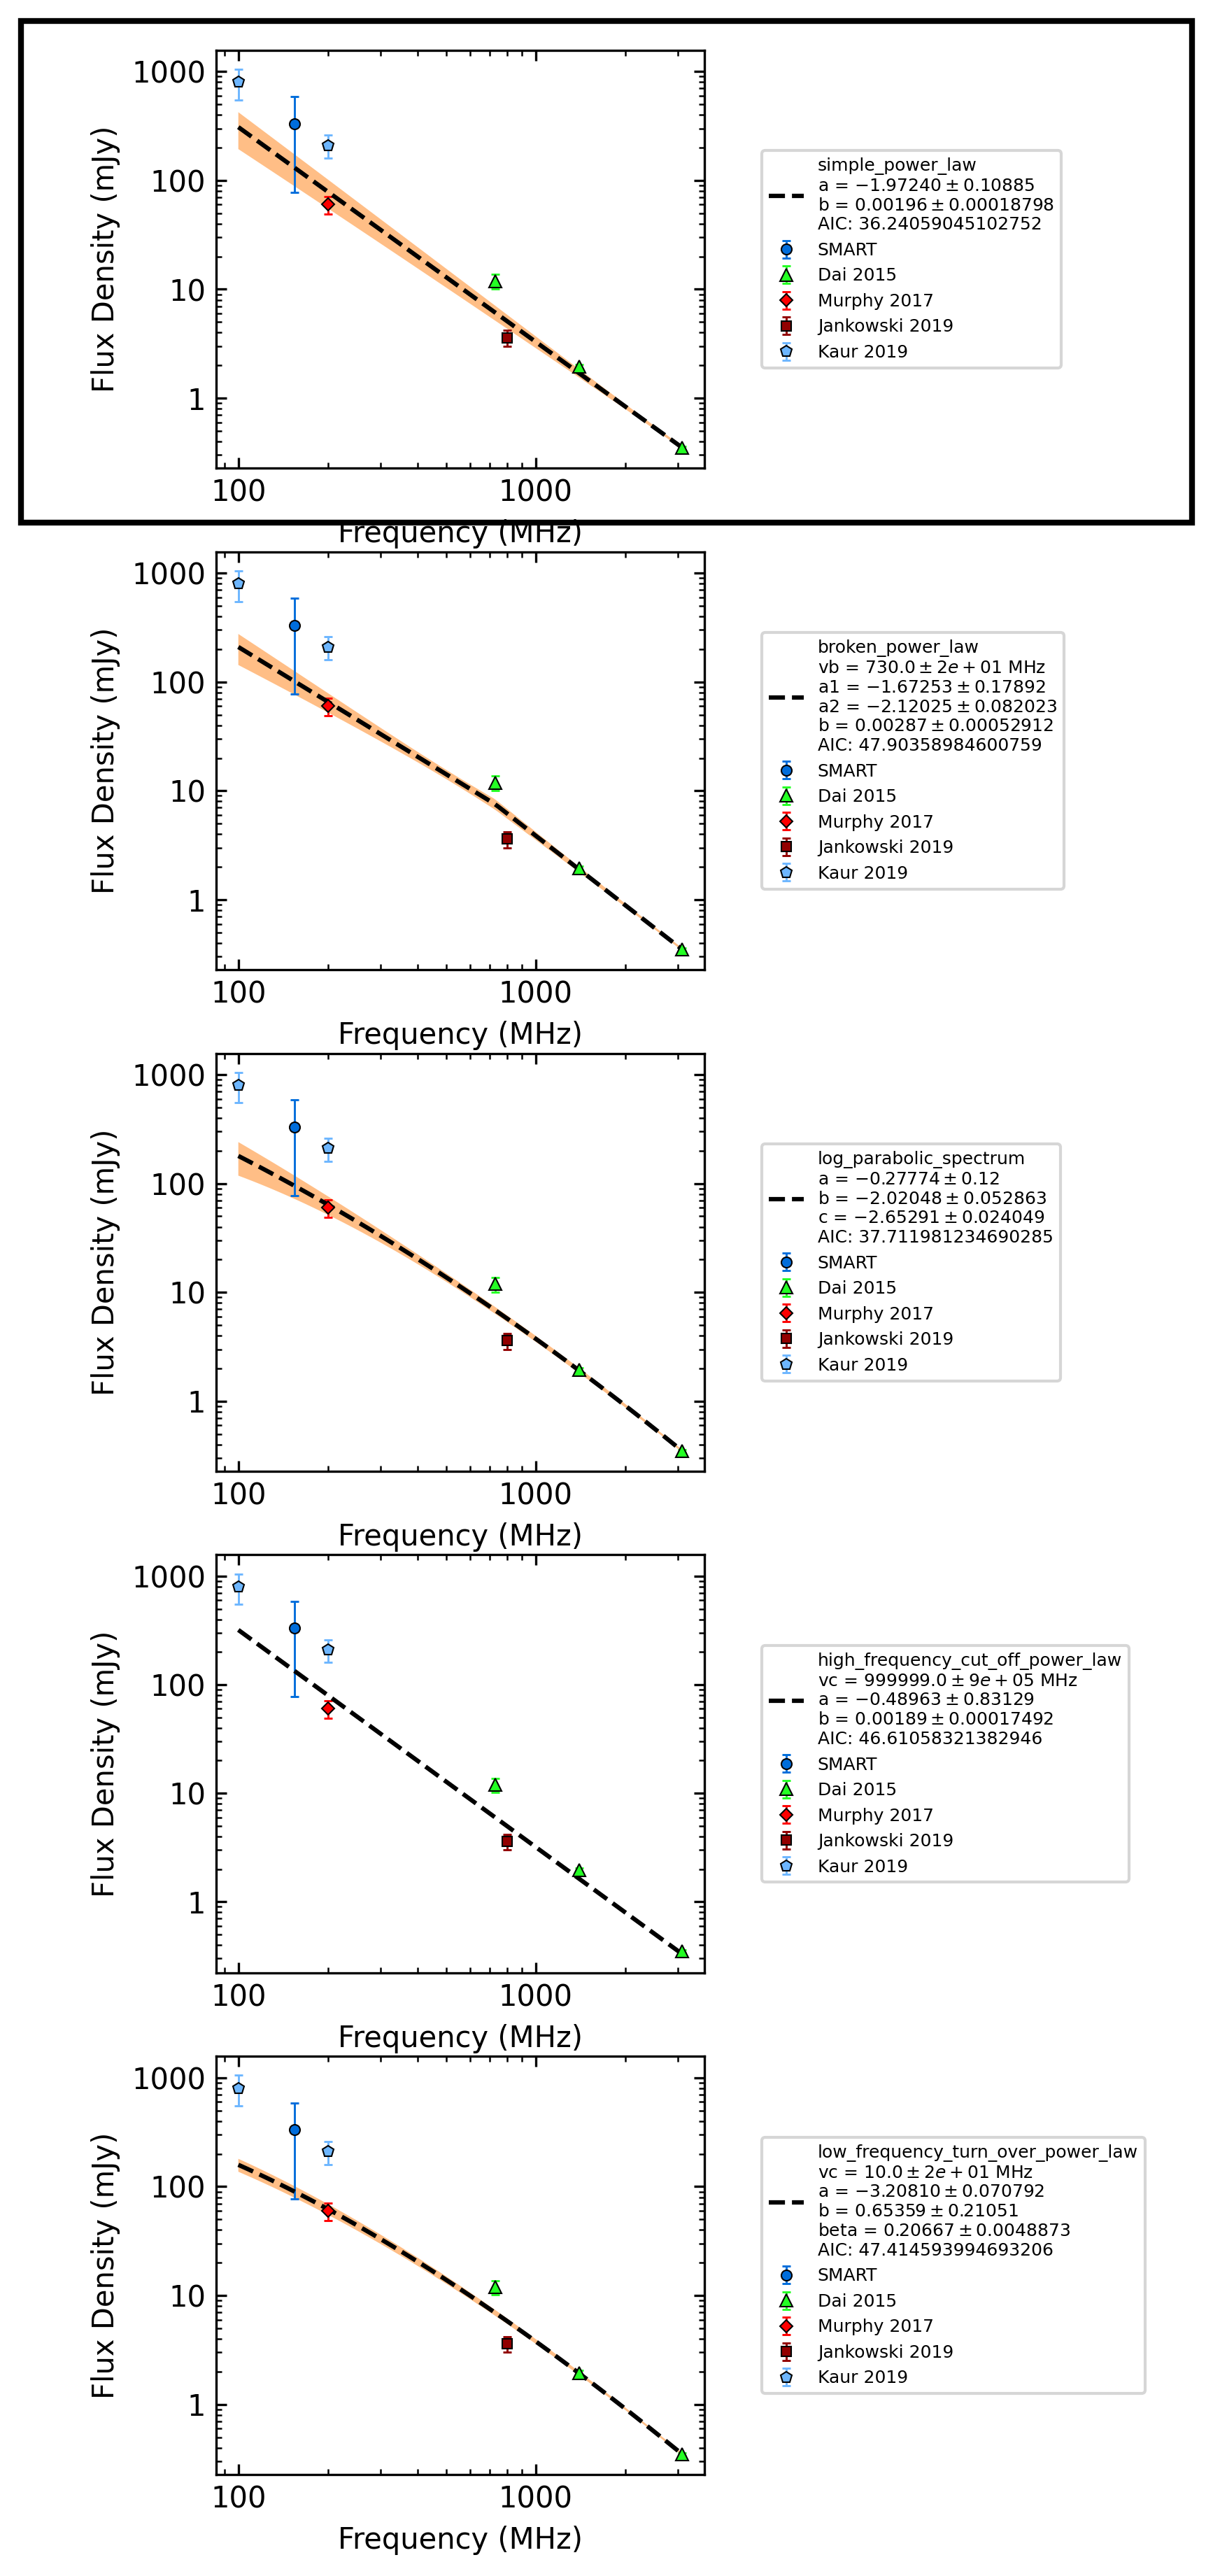 1000
100
10
1
Flux Density (mJy)
100
1000
Frequency (MHz)
simple_power_law
a = −1.97240 ± 0.10885
b = 0.00196 ± 0.00018798
AIC: 36.24059045102752
SMART
Dai 2015
Murphy 2017
Jankowski 2019
Kaur 2019
1000
100
10
1
Flux Density (mJy)
100
1000
Frequency (MHz)
broken_power_law
vb = 730.0 ± 2e + 01 MHz
a1 = −1.67253 ± 0.17892
a2 = −2.12025 ± 0.082023
b = 0.00287 ± 0.00052912
AIC: 47.90358984600759
SMART
Dai 2015
Murphy 2017
Jankowski 2019
Kaur 2019
1000
100
10
1
Flux Density (mJy)
100
1000
Frequency (MHz)
log_parabolic_spectrum
a = −0.27774 ± 0.12
b = −2.02048 ± 0.052863
c = −2.65291 ± 0.024049
AIC: 37.711981234690285
SMART
Dai 2015
Murphy 2017
Jankowski 2019
Kaur 2019
1000
100
10
1
Flux Density (mJy)
100
1000
Frequency (MHz)
high_frequency_cut_off_power_law
vc = 999999.0 ± 9e + 05 MHz
a = −0.48963 ± 0.83129
b = 0.00189 ± 0.00017492
AIC: 46.61058321382946
SMART
Dai 2015
Murphy 2017
Jankowski 2019
Kaur 2019
1000
100
10
1
Flux Density (mJy)
100
1000
Frequency (MHz)
low_frequency_turn_over_power_law
vc = 10.0 ± 2e + 01 MHz
a = −3.20810 ± 0.070792
b = 0.65359 ± 0.21051
beta = 0.20667 ± 0.0048873
AIC: 47.414593994693206
SMART
Dai 2015
Murphy 2017
Jankowski 2019
Kaur 2019